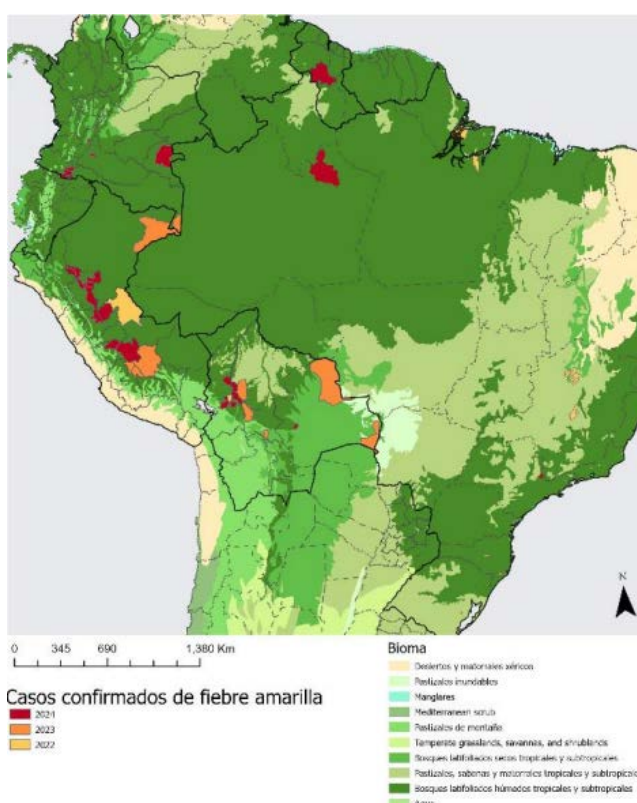 N
0 345 690 1,380 Km
Casos confirmados de fiebre amarilla
2024
2023
2022
Bioma
Desiertos y matorrales xéricos
Pastizales inundables
Manglares
Mediterranean scrub
Pastizales de montaña
Temperate grasslands, savannas, and shrublands
Bosques latifoliados secos tropicales y subtropicales
Pastizales, sabanas y matorrales tropicales y subtropicale
Bosques latifoliados húmedos tropicales y subtropicales
Agua